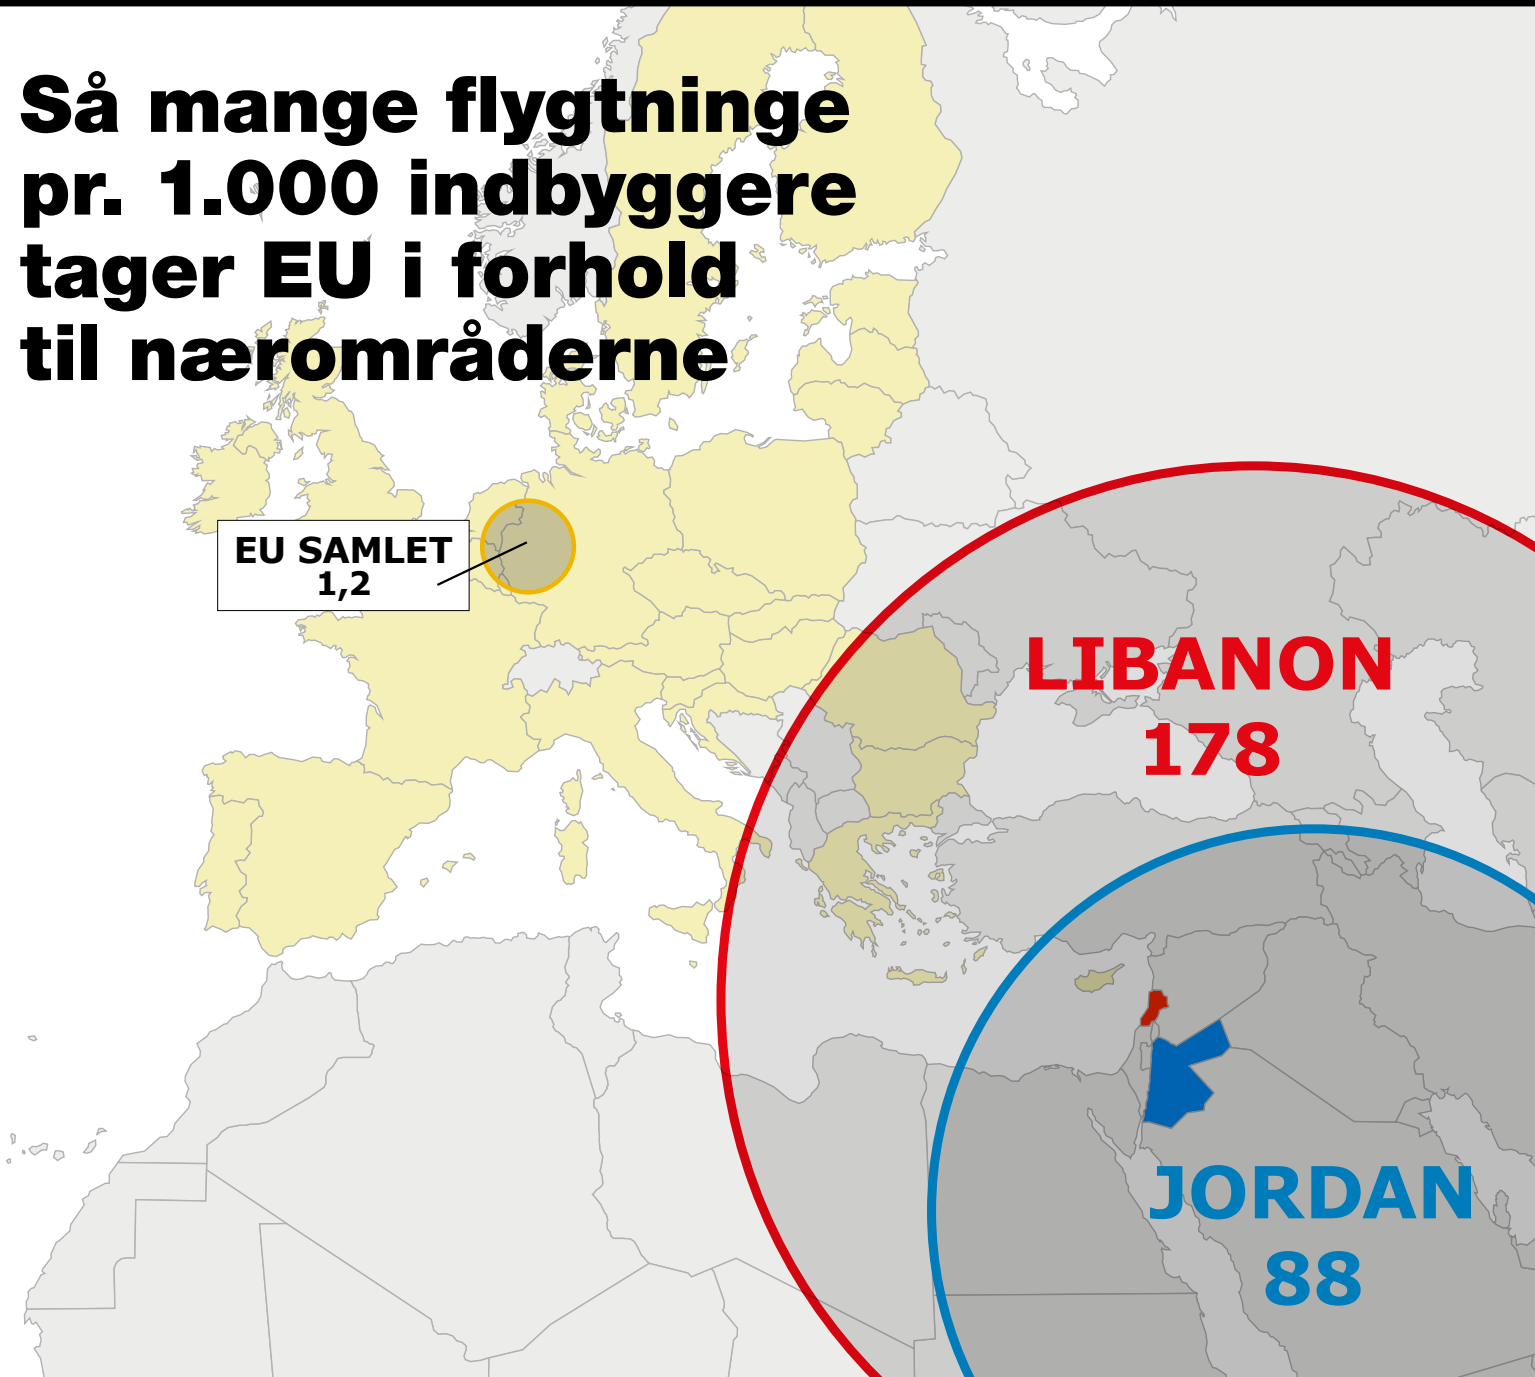 Så mange flygtninge
pr. 1.000 indbyggere
tager EU i forhold
til nærområderne
EU SAMLET
1,2
LIBANON
178
JORDAN
88